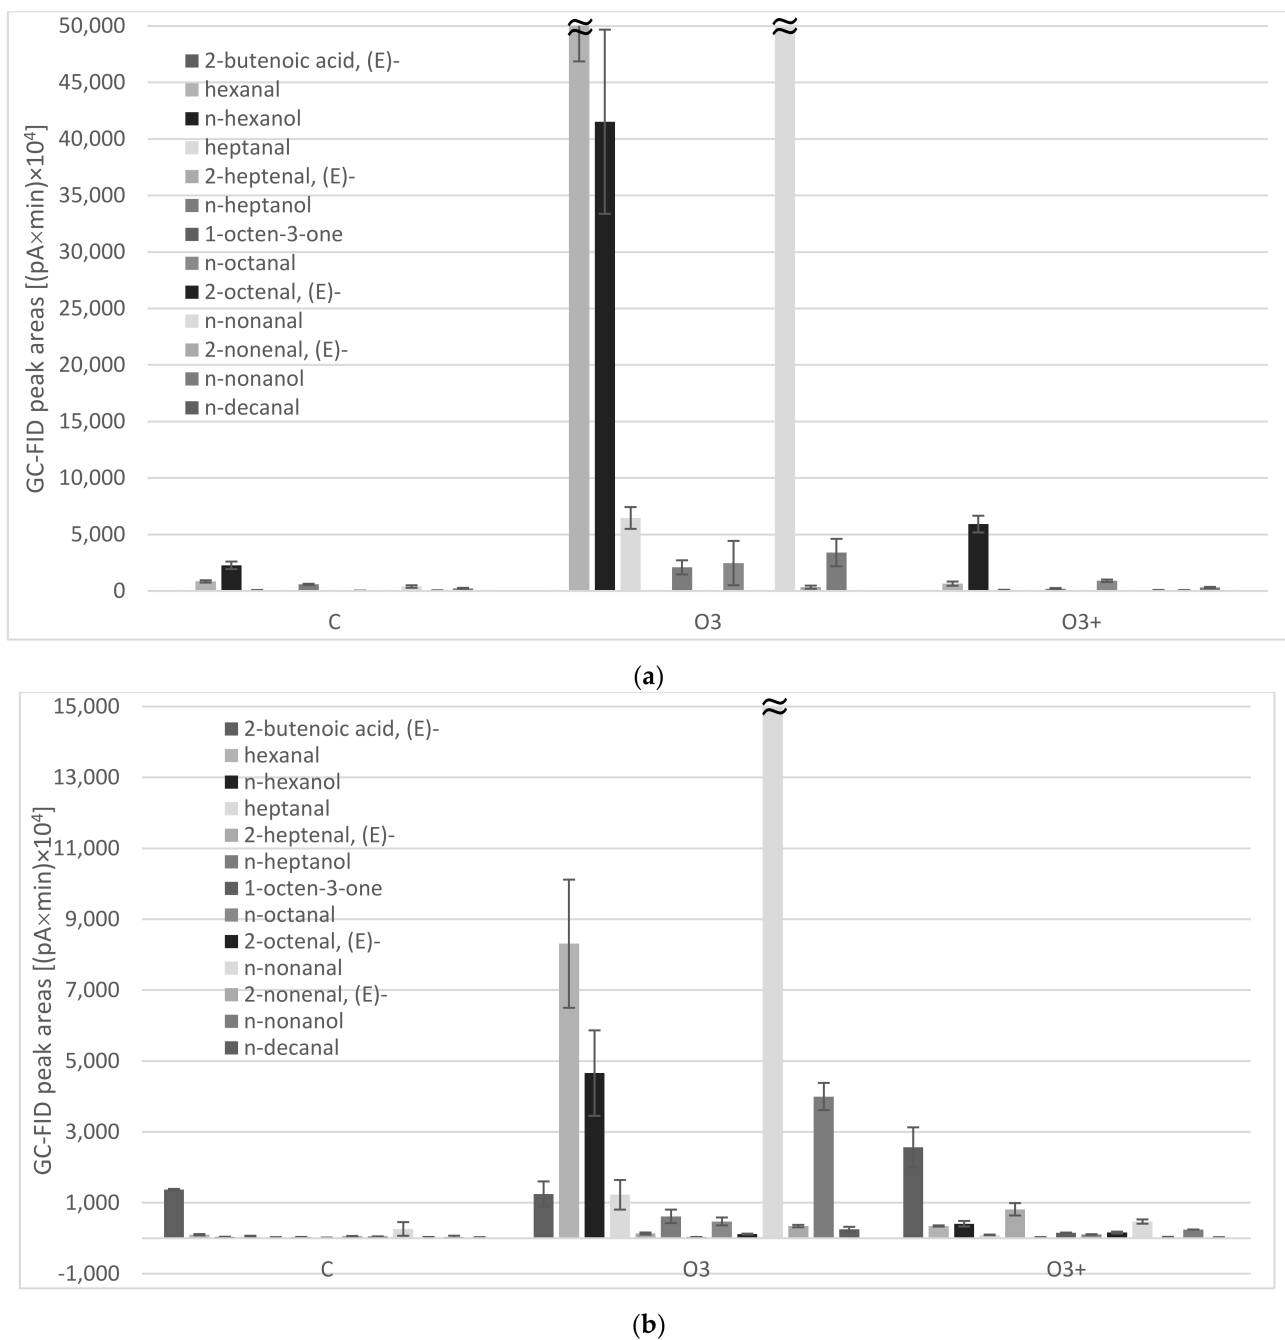 50,000
45,000
40,000
35,000
30,000
25,000
20,000
15,000
10,000
5,000
0
GC-FID peak areas [(pA×min)×10⁴]
2-butenoic acid, (E)-
hexanal
n-hexanol
heptanal
2-heptenal, (E)-
n-heptanol
1-octen-3-one
n-octanal
2-octenal, (E)-
n-nonanal
2-nonenal, (E)-
n-nonanol
n-decanal
C O3 O3+
(a)
15,000
13,000
11,000
9,000
7,000
5,000
3,000
1,000
-1,000
GC-FID peak areas [(pA×min)×10⁴]
2-butenoic acid, (E)-
hexanal
n-hexanol
heptanal
2-heptenal, (E)-
n-heptanol
1-octen-3-one
n-octanal
2-octenal, (E)-
n-nonanal
2-nonenal, (E)-
n-nonanol
n-decanal
C O3 O3+
(b)